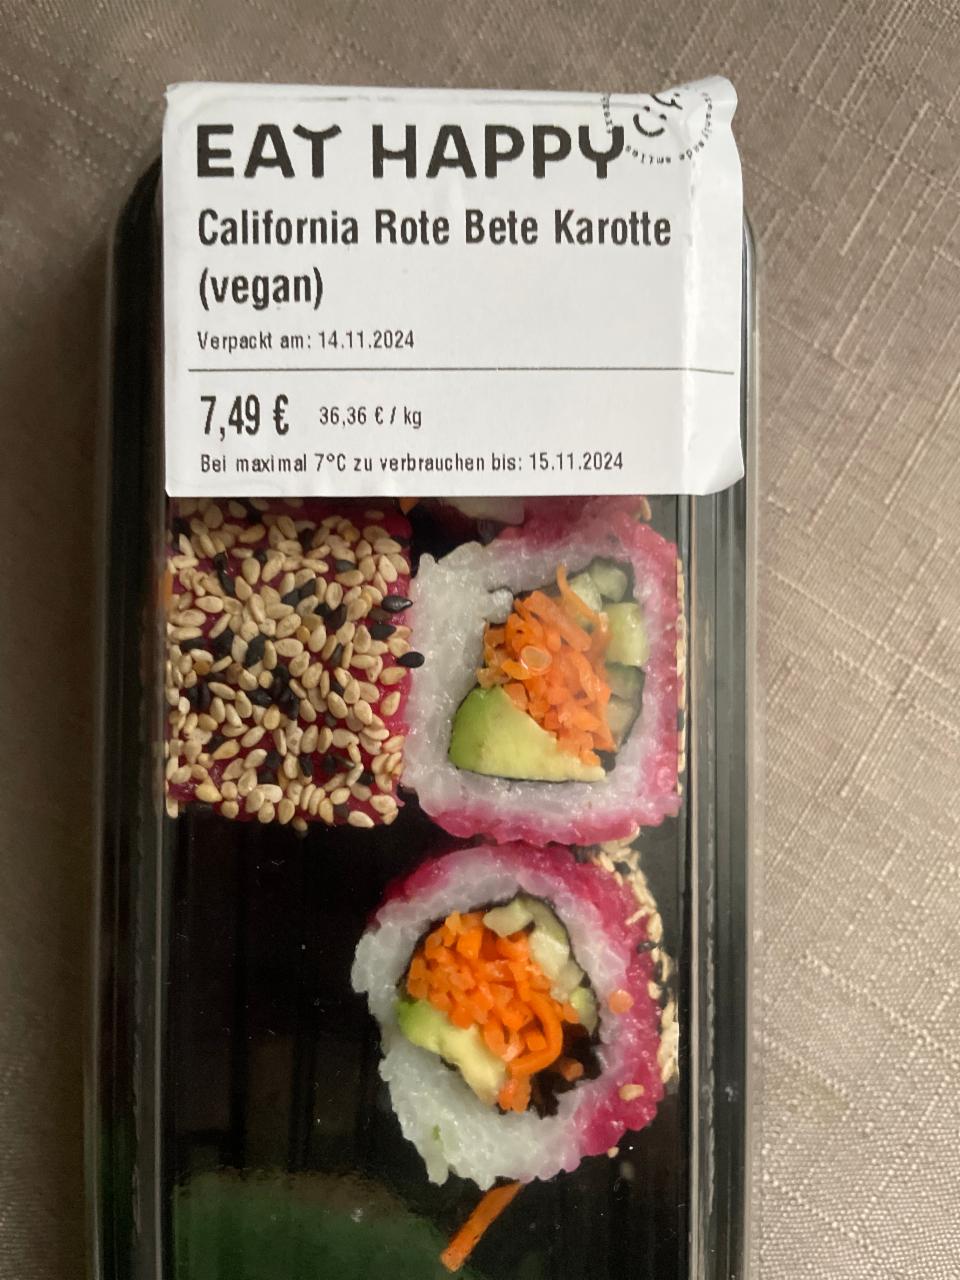 EAT HAPPY
California Rote Bete Karotte
(vegan)
Verpackt am: 14.11.2024
7,49 € 36,36 € / kg
Bei maximal 7°C zu verbrauchen bis: 15.11.2024